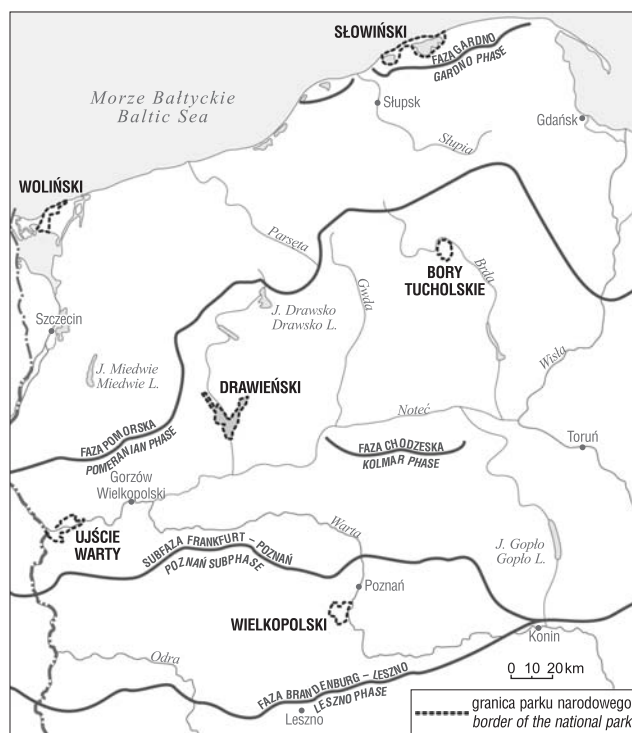 SŁOWIŃSKI
FAZA GARDNO
GARDNO PHASE
Morze Bałtyckie
Baltic Sea
Słupsk
Gdańsk
Słupia
WOLIŃSKI
Parsęta
BORY
TUCHOLSKIE
Gwda
Brda
J. Drawsko
Drawsko L.
Szczecin
Wisła
J. Miedwie
Miedwie L.
DRAWIEŃSKI
Noteć
FAZA POMORSKA
POMERANIAN PHASE
FAZA CHODZESKA
KOLMAR PHASE
Toruń
Gorzów
Wielkopolski
UJŚCIE
WARTY
Warta
SUBFAZA FRANKFURT – POZNAŃ
POZNAŃ SUBPHASE
J. Gopło
Gopło L.
Poznań
WIELKOPOLSKI
Konin
Odra
FAZA BRANDENBURG – LESZNO
LESZNO PHASE
Leszno
0 10 20 km
granica parku narodowego
border of the national park